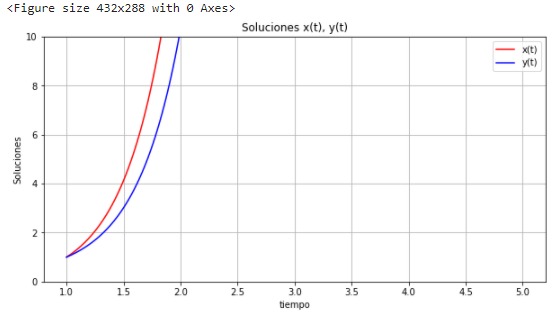 <Figure size 432x288 with 0 Axes>
Soluciones x(t), y(t)
x(t)
y(t)
Soluciones
10
8
6
4
2
0
1.0 1.5 2.0 2.5 3.0 3.5 4.0 4.5 5.0
tiempo